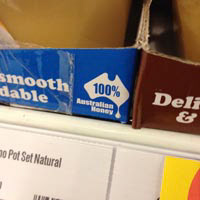 smooth
dable
100%
Australian
Honey
Deli
&
o Pot Set Natural